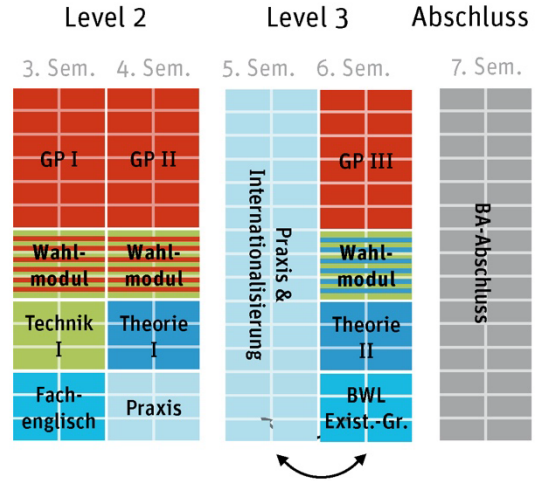 Level 2
Level 3
Abschluss
3. Sem.
4. Sem.
5. Sem.
6. Sem.
7. Sem.
GP I
GP II
Praxis &
Internationalisierung
GP III
BA-Abschluss
Wahl-
modul
Wahl-
modul
Wahl-
modul
Technik
I
Theorie
I
Theorie
II
Fach-
englisch
Praxis
BWL
Exist.-Gr.